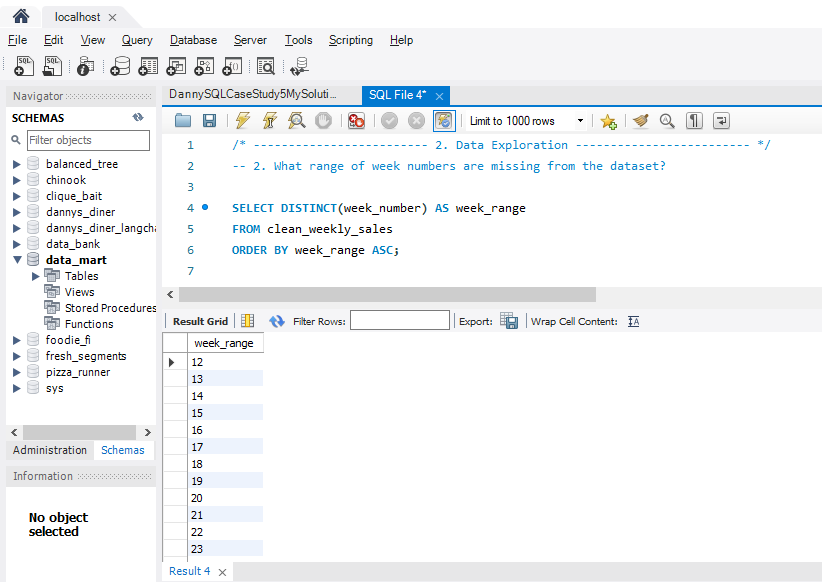 localhost
File Edit View Query Database Server Tools Scripting Help
Navigator
SCHEMAS
Filter objects
balanced_tree
chinook
clique_bait
dannys_diner
dannys_diner_langcha
data_bank
data_mart
Tables
Views
Stored Procedures
Functions
foodie_fi
fresh_segments
pizza_runner
sys
Administration Schemas
Information
No object
selected
DannySQLCaseStudy5MySoluti... SQL File 4*
Limit to 1000 rows
1 /* ------------------------- 2. Data Exploration ------------------------- */
2 -- 2. What range of week numbers are missing from the dataset?
3
4 SELECT DISTINCT(week_number) AS week_range
5 FROM clean_weekly_sales
6 ORDER BY week_range ASC;
7
Result Grid Filter Rows: Export: Wrap Cell Content:
week_range
12
13
14
15
16
17
18
19
20
21
22
23
Result 4